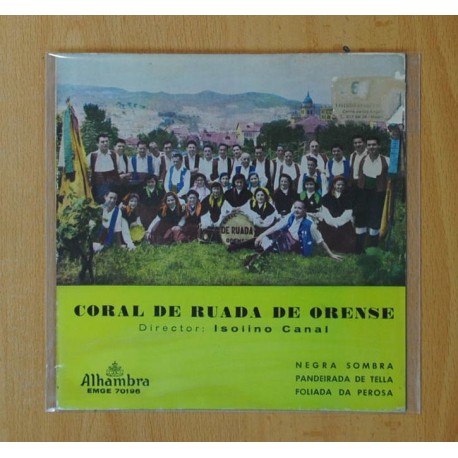 DE RUADA
CORAL DE RUADA DE ORENSE
Director: Isoiino Canal
NEGRA SOMBRA
PANDEIRADA DE TELLA
FOLIADA DA PEROSA
Alhambra
EMGE 70196